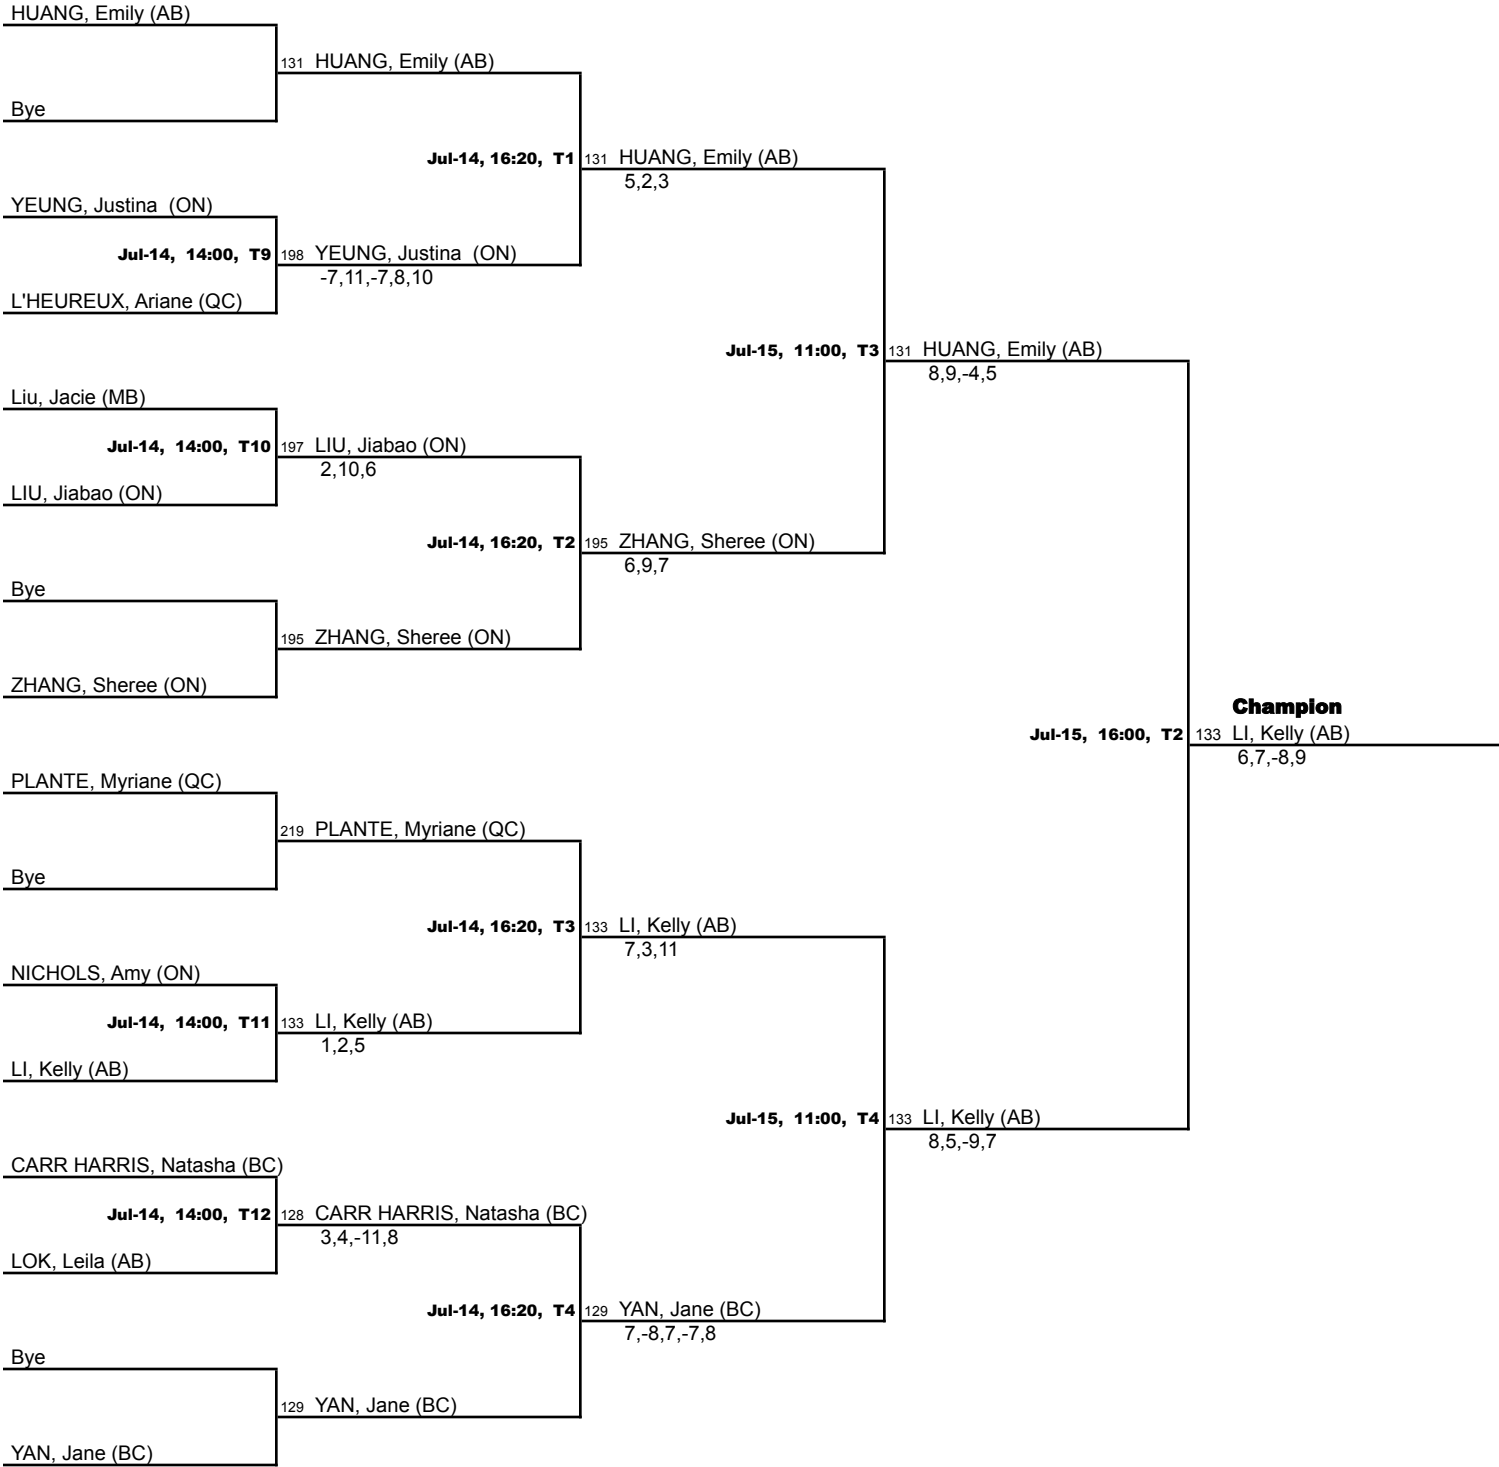 HUANG, Emily (AB)
131 HUANG, Emily (AB)
Bye
Jul-14, 16:20, T1 131 HUANG, Emily (AB)
5,2,3
YEUNG, Justina (ON)
Jul-14, 14:00, T9 198 YEUNG, Justina (ON)
-7,11,-7,8,10
L'HEUREUX, Ariane (QC)
Jul-15, 11:00, T3 131 HUANG, Emily (AB)
8,9,-4,5
Liu, Jacie (MB)
Jul-14, 14:00, T10 197 LIU, Jiabao (ON)
2,10,6
LIU, Jiabao (ON)
Jul-14, 16:20, T2 195 ZHANG, Sheree (ON)
6,9,7
Bye
195 ZHANG, Sheree (ON)
ZHANG, Sheree (ON)
Champion
Jul-15, 16:00, T2 133 LI, Kelly (AB)
6,7,-8,9
PLANTE, Myriane (QC)
219 PLANTE, Myriane (QC)
Bye
Jul-14, 16:20, T3 133 LI, Kelly (AB)
7,3,11
NICHOLS, Amy (ON)
Jul-14, 14:00, T11 133 LI, Kelly (AB)
1,2,5
LI, Kelly (AB)
Jul-15, 11:00, T4 133 LI, Kelly (AB)
8,5,-9,7
CARR HARRIS, Natasha (BC)
Jul-14, 14:00, T12 128 CARR HARRIS, Natasha (BC)
3,4,-11,8
LOK, Leila (AB)
Jul-14, 16:20, T4 129 YAN, Jane (BC)
7,-8,7,-7,8
Bye
129 YAN, Jane (BC)
YAN, Jane (BC)